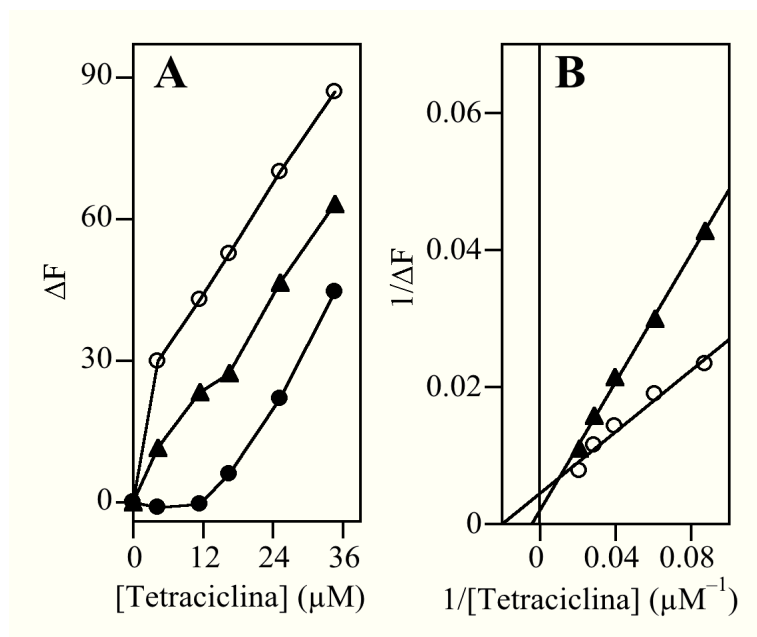 A
90
60
30
0
ΔF
0 12 24 36
[Tetraciclina] (µM)
B
0.06
0.04
0.02
0
1/ΔF
0 0.04 0.08
1/[Tetraciclina] (µM⁻¹)